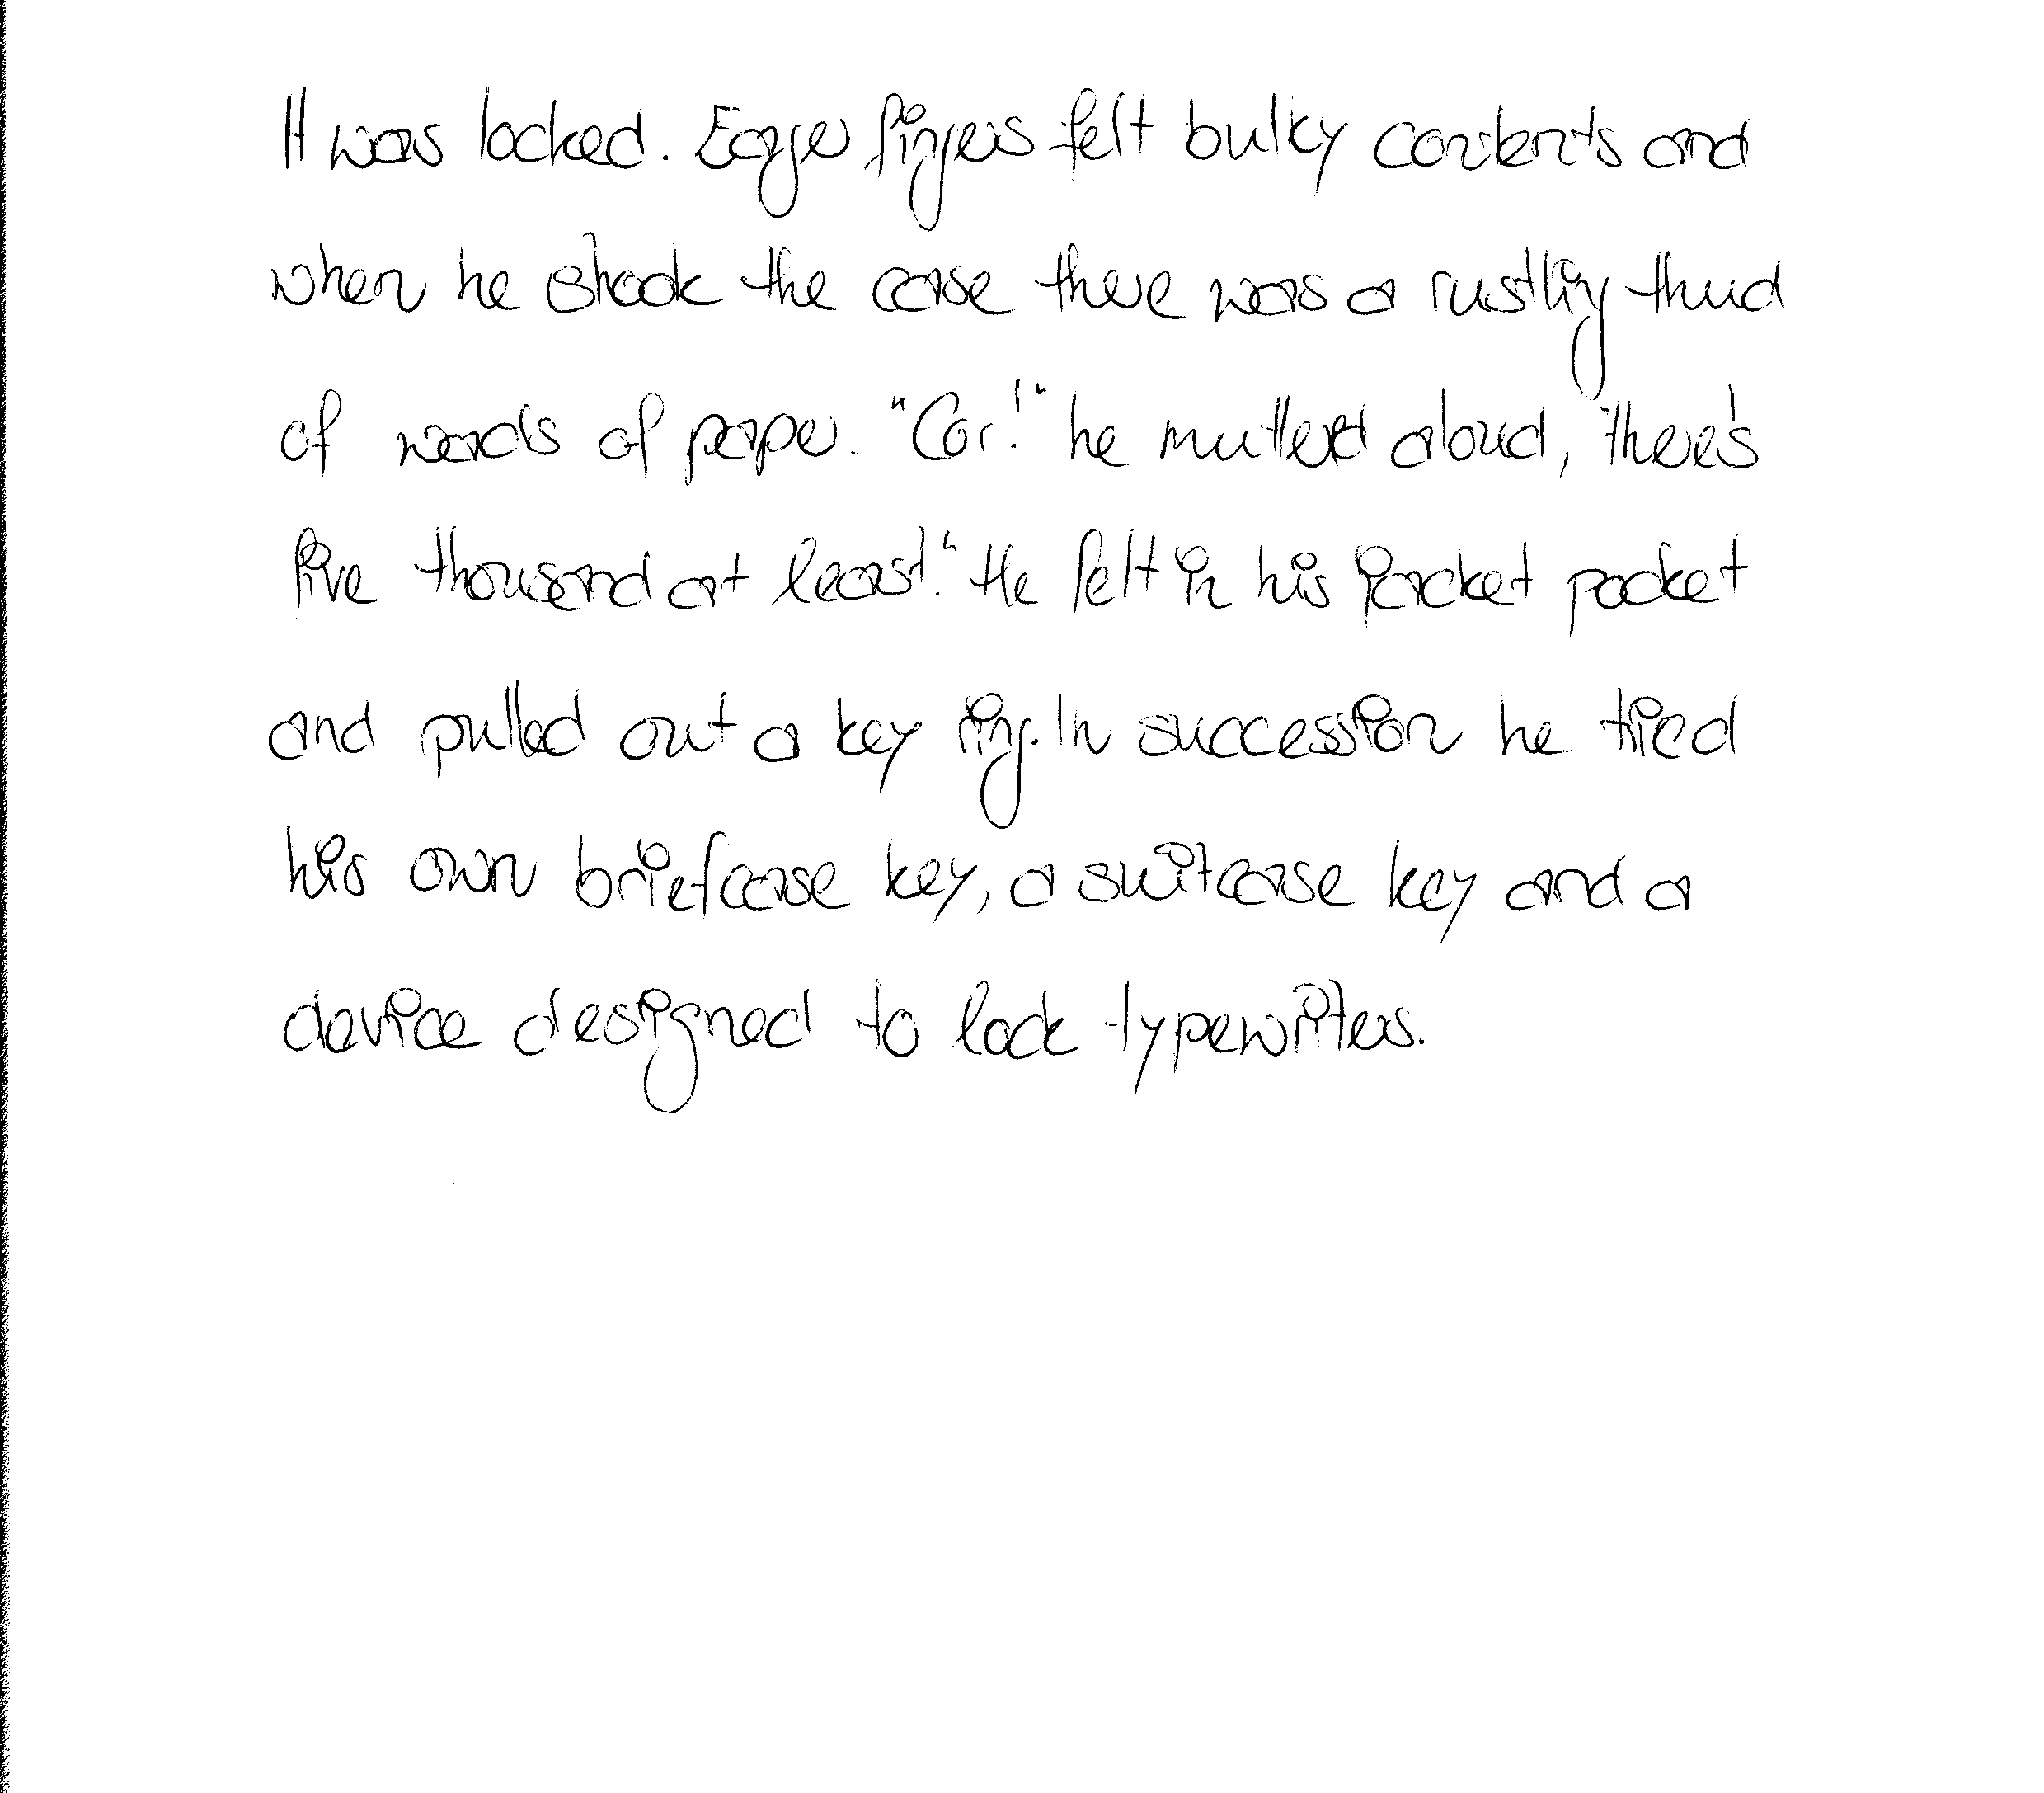 It was locked. Eager fingers felt bulky contents and
when he shook the case there was a rustling thud
of wads of paper. "Cor!" he muttered aloud, "there's
five thousand at least." He felt in his jacket pocket
and pulled out a key ring. In succession he tried
his own briefcase key, a suitcase key and a
device designed to lock typewriters.